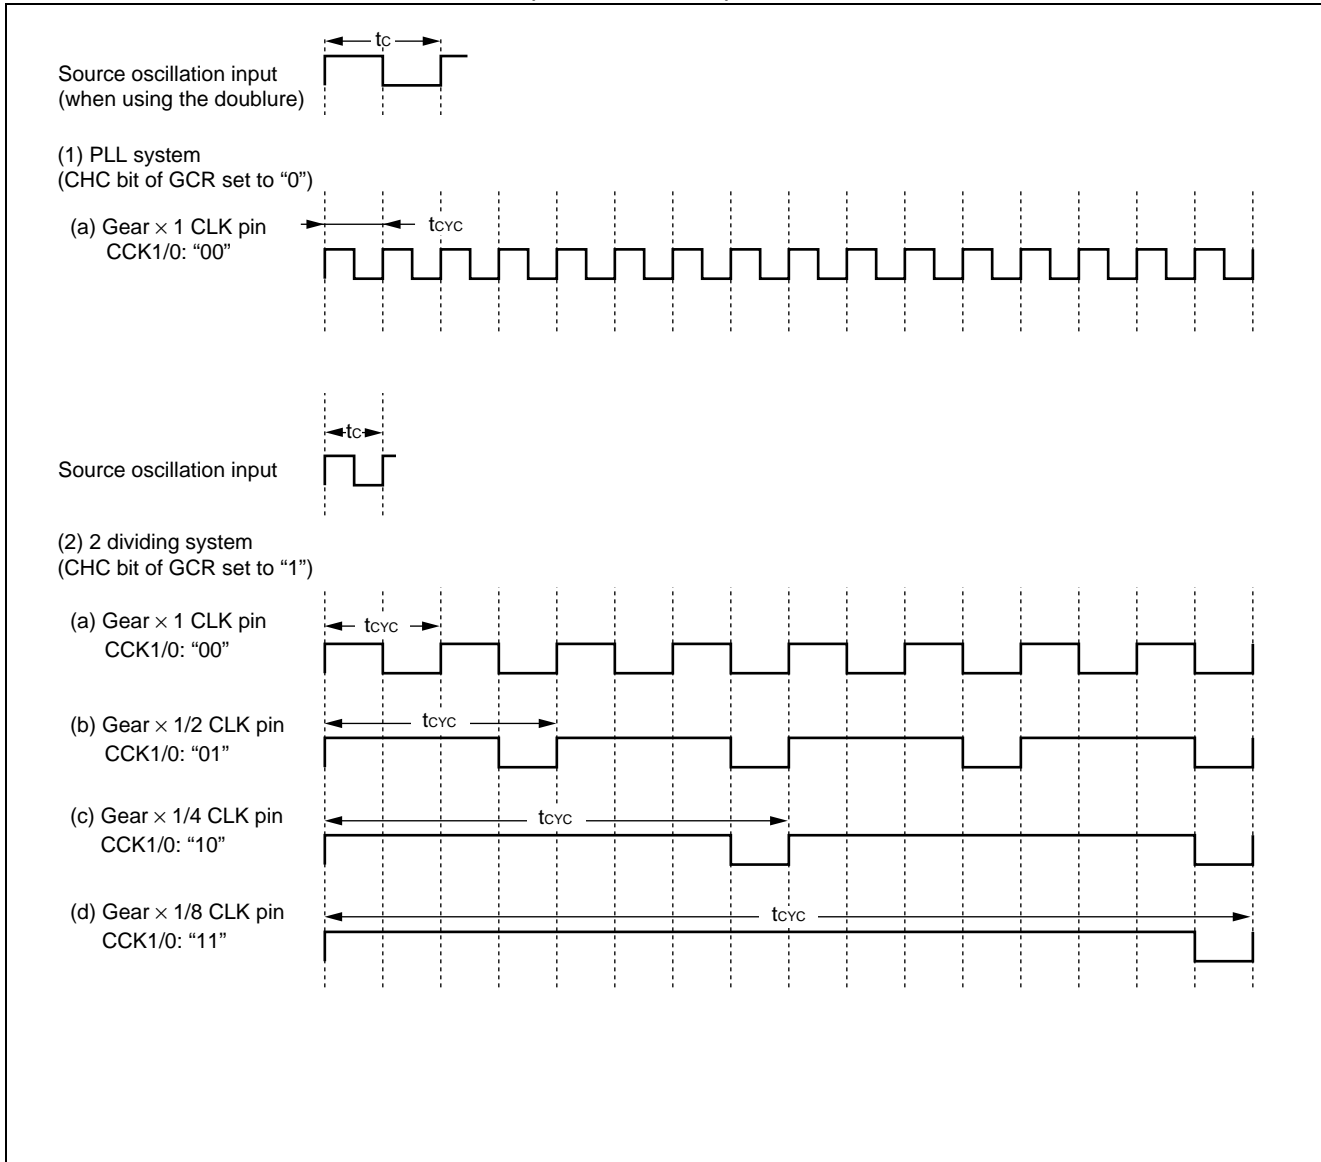 tC
Source oscillation input
(when using the doublure)
(1) PLL system
(CHC bit of GCR set to “0”)
(a) Gear × 1 CLK pin
CCK1/0: “00”
tCYC
tC
Source oscillation input
(2) 2 dividing system
(CHC bit of GCR set to “1”)
(a) Gear × 1 CLK pin
CCK1/0: “00”
tCYC
(b) Gear × 1/2 CLK pin
CCK1/0: “01”
tCYC
(c) Gear × 1/4 CLK pin
CCK1/0: “10”
tCYC
(d) Gear × 1/8 CLK pin
CCK1/0: “11”
tCYC